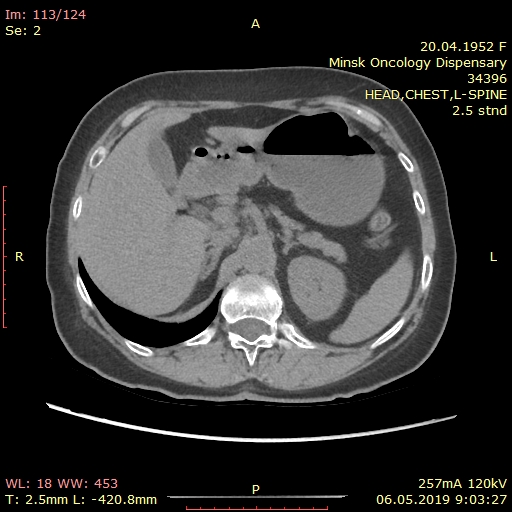 Im: 113/124
Se: 2
A
20.04.1952 F
Minsk Oncology Dispensary
34396
HEAD,CHEST,L-SPINE
2.5 stnd
R
L
WL: 18 WW: 453
T: 2.5mm L: -420.8mm
P
257mA 120kV
06.05.2019 9:03:27